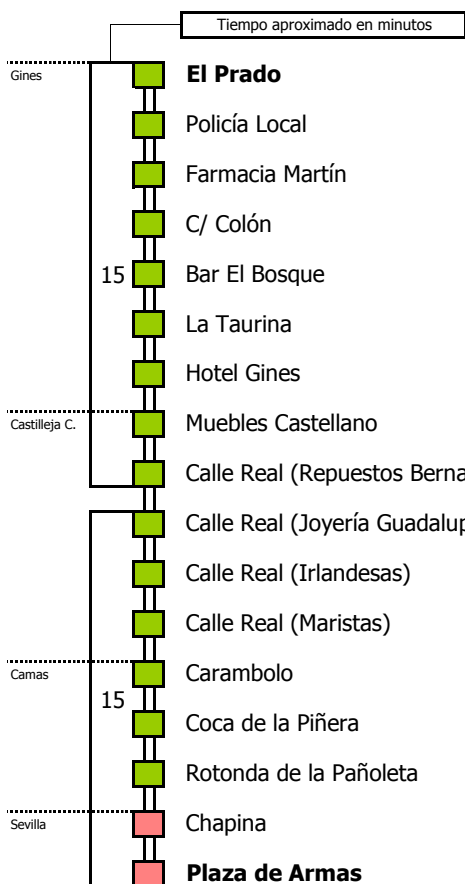 Tiempo aproximado en minutos
Gines
El Prado
Policía Local
Farmacia Martín
C/ Colón
15
Bar El Bosque
La Taurina
Hotel Gines
Castilleja C.
Muebles Castellano
Calle Real (Repuestos Berna
Calle Real (Joyería Guadalup
Calle Real (Irlandesas)
Calle Real (Maristas)
Camas
Carambolo
15
Coca de la Piñera
Rotonda de la Pañoleta
Sevilla
Chapina
Plaza de Armas